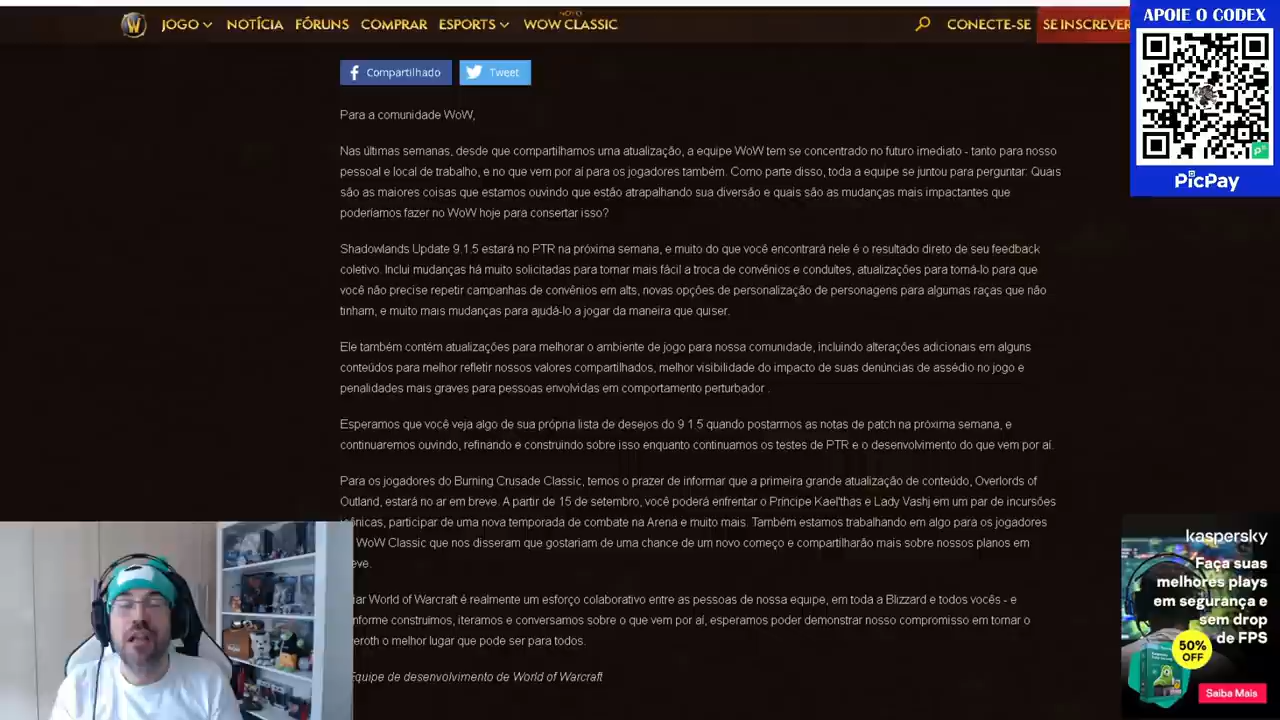 JOGO NOTÍCIA FÓRUNS COMPRAR ESPORTS NOVO WOW CLASSIC CONECTE-SE SE INSCREVER
APOIE O CODEX
PicPay
Compartilhado Tweet
Para a comunidade WoW,
Nas últimas semanas, desde que compartilhamos uma atualização, a equipe WoW tem se concentrado no futuro imediato - tanto para nosso
pessoal e local de trabalho, e no que vem por aí para os jogadores também. Como parte disso, toda a equipe se juntou para perguntar: Quais
são as maiores coisas que estamos ouvindo que estão atrapalhando sua diversão e quais são as mudanças mais impactantes que
poderíamos fazer no WoW hoje para consertar isso?
Shadowlands Update 9.1.5 estará no PTR na próxima semana, e muito do que você encontrará nele é o resultado direto de seu feedback
coletivo. Inclui mudanças há muito solicitadas para tornar mais fácil a troca de convênios e conduítes, atualizações para torná-lo para que
você não precise repetir campanhas de convênios em alts, novas opções de personalização de personagens para algumas raças que não
tinham, e muito mais mudanças para ajudá-lo a jogar da maneira que quiser.
Ele também contém atualizações para melhorar o ambiente de jogo para nossa comunidade, incluindo alterações adicionais em alguns
conteúdos para melhor refletir nossos valores compartilhados, melhor visibilidade do impacto de suas denúncias de assédio no jogo e
penalidades mais graves para pessoas envolvidas em comportamento perturbador .
Esperamos que você veja algo de sua própria lista de desejos do 9.1.5 quando postarmos as notas de patch na próxima semana, e
continuaremos ouvindo, refinando e construindo sobre isso enquanto continuamos os testes de PTR e o desenvolvimento do que vem por aí.
Para os jogadores do Burning Crusade Classic, temos o prazer de informar que a primeira grande atualização de conteúdo, Overlords of
Outland, estará no ar em breve. A partir de 15 de setembro, você poderá enfrentar o Príncipe Kael'thas e Lady Vashj em um par de incursões
icônicas, participar de uma nova temporada de combate na Arena e muito mais. Também estamos trabalhando em algo para os jogadores
WoW Classic que nos disseram que gostariam de uma chance de um novo começo e compartilharão mais sobre nossos planos em
eve.
iar World of Warcraft é realmente um esforço colaborativo entre as pessoas de nossa equipe, em toda a Blizzard e todos vocês - e
nforme construímos, iteramos e conversamos sobre o que vem por aí, esperamos poder demonstrar nosso compromisso em tornar o
eroth o melhor lugar que pode ser para todos.
Equipe de desenvolvimento de World of Warcraft
kaspersky
Faça suas
melhores plays
em segurança e
sem drop
de FPS
50%
OFF
Saiba Mais